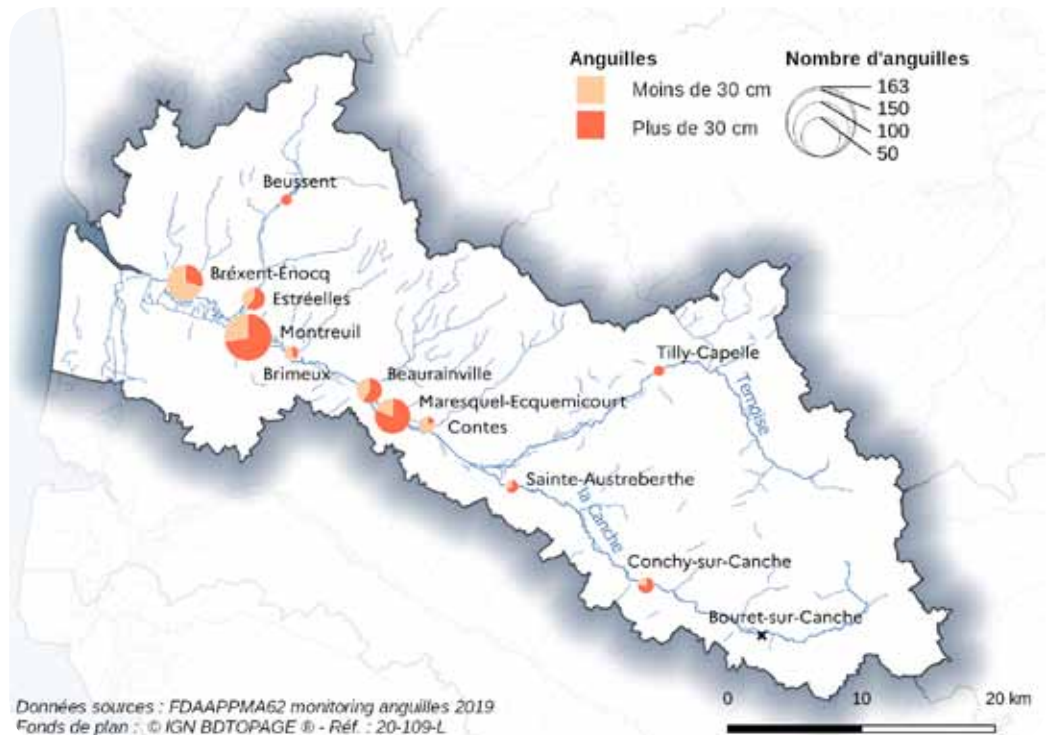 Anguilles
Moins de 30 cm
Plus de 30 cm
Nombre d'anguilles
163
150
100
50
Beussent
Bréxent-Énocq
Estréelles
Montreuil
Brimeux
Beaurainville
Maresquel-Ecquemicourt
Contes
Tilly-Capelle
Ternoise
Sainte-Austreberthe
la Canche
Conchy-sur-Canche
Bouret-sur-Canche
0 10 20 km
Données sources : FDAAPPMA62 monitoring anguilles 2019
Fonds de plan : © IGN BDTOPAGE ® - Réf. : 20-109-L